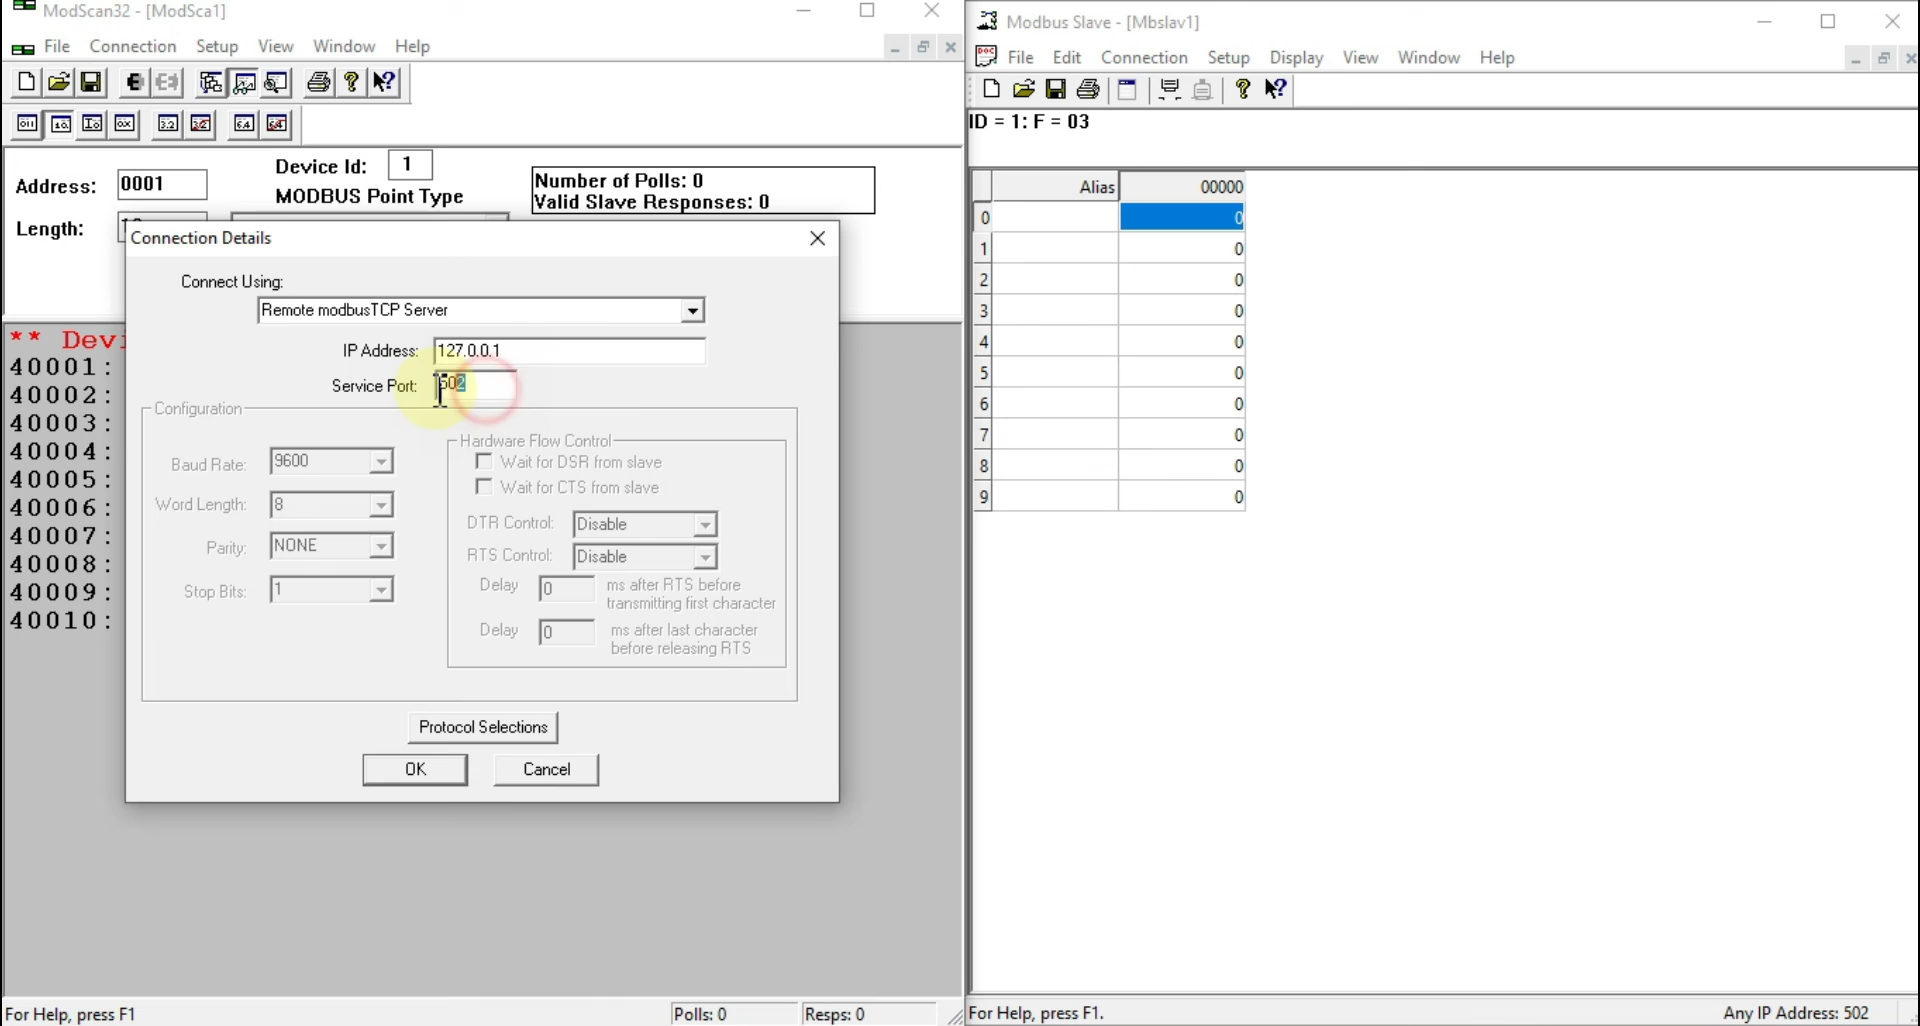 ModScan32 - [ModSca1]
File Connection Setup View Window Help
Address: 0001
Device Id: 1
MODBUS Point Type
Length:
Number of Polls: 0
Valid Slave Responses: 0
** Devi
40001:
40002:
40003:
40004:
40005:
40006:
40007:
40008:
40009:
40010:
Connection Details
Connect Using:
Remote modbusTCP Server
IP Address: 127.0.0.1
Service Port: 502
Configuration
Baud Rate: 9600
Word Length: 8
Parity: NONE
Stop Bits: 1
Hardware Flow Control
Wait for DSR from slave
Wait for CTS from slave
DTR Control: Disable
RTS Control: Disable
Delay 0 ms after RTS before
transmitting first character
Delay 0 ms after last character
before releasing RTS
Protocol Selections
OK Cancel
For Help, press F1
Polls: 0
Resps: 0
Modbus Slave - [Mbslav1]
File Edit Connection Setup Display View Window Help
ID = 1: F = 03
Alias 00000
0 0
1 0
2 0
3 0
4 0
5 0
6 0
7 0
8 0
9 0
For Help, press F1.
Any IP Address: 502